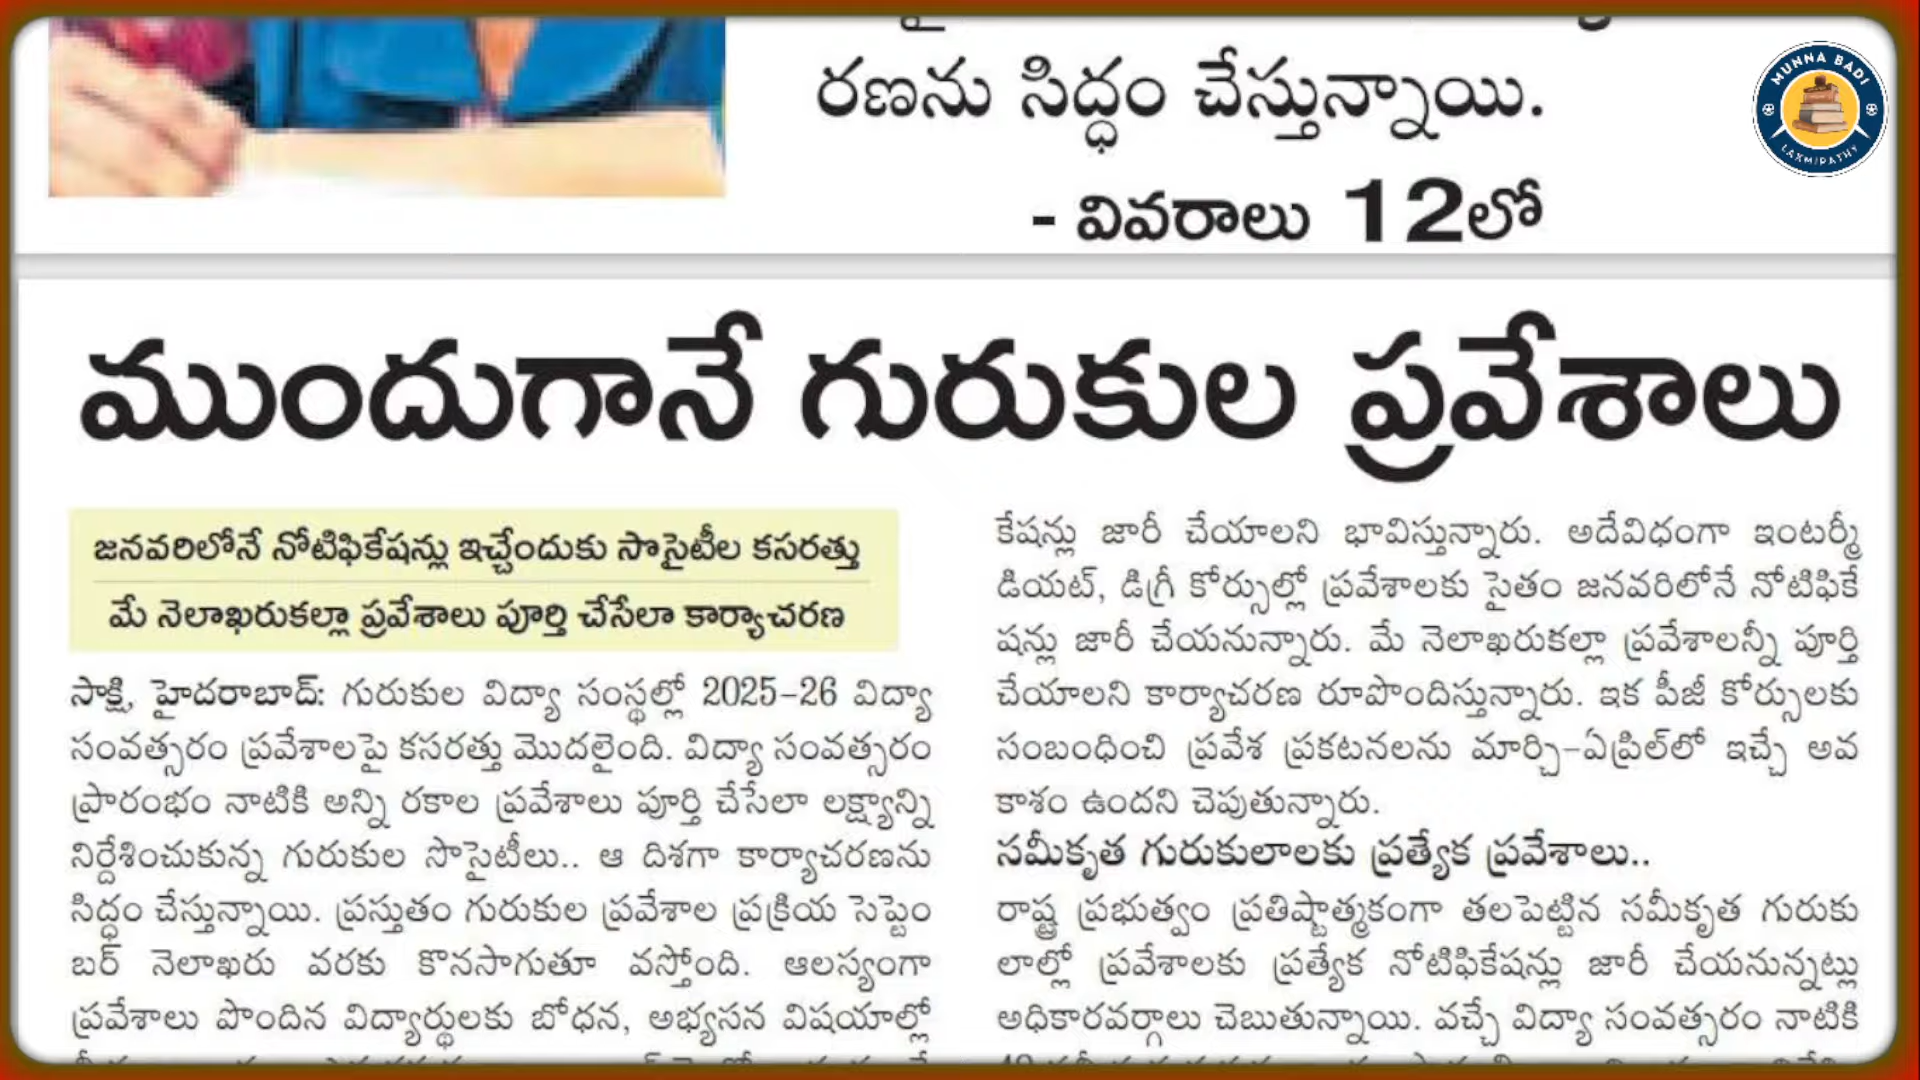 రణను సిద్ధం చేస్తున్నాయి.
- వివరాలు 12లో
MUNNA BADI
LAXMIPATHY
ముందుగానే గురుకుల ప్రవేశాలు
జనవరిలోనే నోటిఫికేషన్లు ఇచ్చేందుకు సొసైటీల కసరత్తు
మే నెలాఖరుకల్లా ప్రవేశాలు పూర్తి చేసేలా కార్యాచరణ
సాక్షి, హైదరాబాద్: గురుకుల విద్యా సంస్థల్లో 2025–26 విద్యా
సంవత్సరం ప్రవేశాలపై కసరత్తు మొదలైంది. విద్యా సంవత్సరం
ప్రారంభం నాటికి అన్ని రకాల ప్రవేశాలు పూర్తి చేసేలా లక్ష్యాన్ని
నిర్దేశించుకున్న గురుకుల సొసైటీలు.. ఆ దిశగా కార్యాచరణను
సిద్ధం చేస్తున్నాయి. ప్రస్తుతం గురుకుల ప్రవేశాల ప్రక్రియ సెప్టెం
బర్ నెలాఖరు వరకు కొనసాగుతూ వస్తోంది. ఆలస్యంగా
ప్రవేశాలు పొందిన విద్యార్థులకు బోధన, అభ్యసన విషయాల్లో
కేషన్లు జారీ చేయాలని భావిస్తున్నారు. అదేవిధంగా ఇంటర్మీ
డియట్, డిగ్రీ కోర్సుల్లో ప్రవేశాలకు సైతం జనవరిలోనే నోటిఫికే
షన్లు జారీ చేయనున్నారు. మే నెలాఖరుకల్లా ప్రవేశాలన్నీ పూర్తి
చేయాలని కార్యాచరణ రూపొందిస్తున్నారు. ఇక పీజీ కోర్సులకు
సంబంధించి ప్రవేశ ప్రకటనలను మార్చి–ఏప్రిల్‌లో ఇచ్చే అవ
కాశం ఉందని చెపుతున్నారు.
సమీకృత గురుకులాలకు ప్రత్యేక ప్రవేశాలు..
రాష్ట్ర ప్రభుత్వం ప్రతిష్టాత్మకంగా తలపెట్టిన సమీకృత గురుకు
లాల్లో ప్రవేశాలకు ప్రత్యేక నోటిఫికేషన్లు జారీ చేయనున్నట్లు
అధికారవర్గాలు చెబుతున్నాయి. వచ్చే విద్యా సంవత్సరం నాటికి